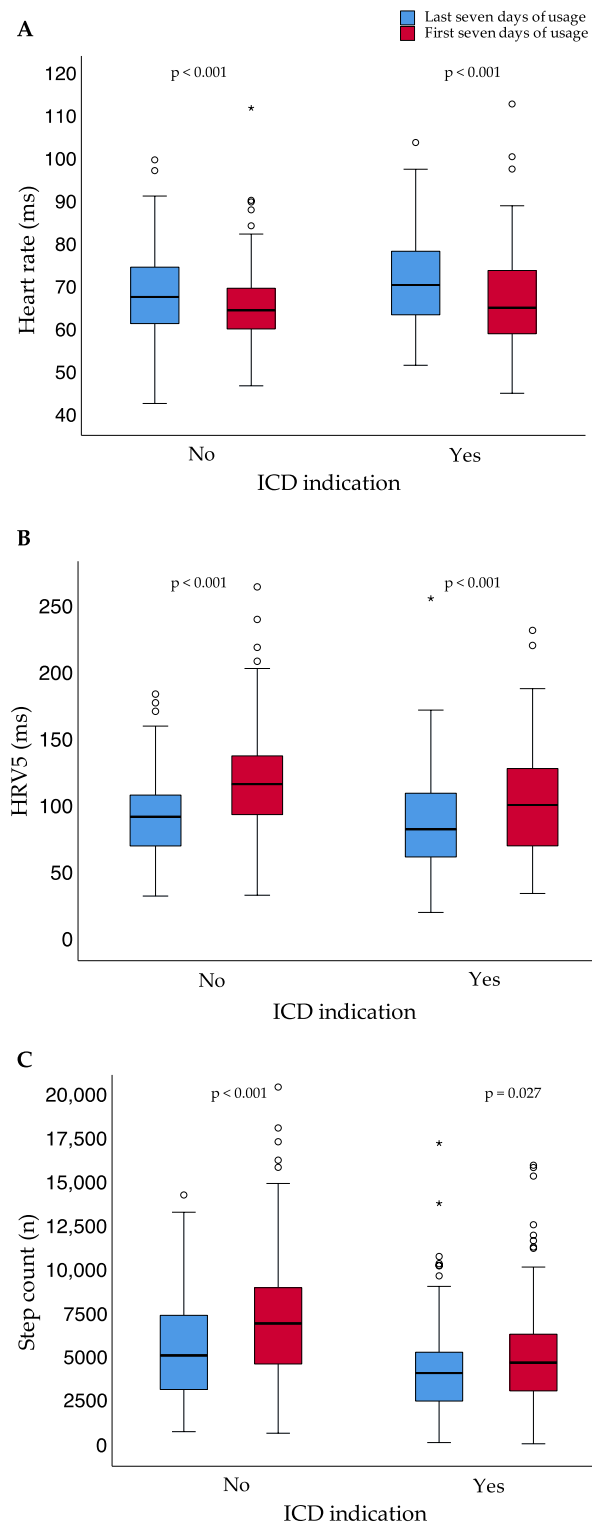 A
Last seven days of usage
First seven days of usage
p < 0.001
p < 0.001
120
110
100
90
80
70
60
50
40
Heart rate (ms)
No
Yes
ICD indication
B
p < 0.001
p < 0.001
250
200
150
100
50
0
HRV5 (ms)
No
Yes
ICD indication
C
p < 0.001
p = 0.027
20,000
17,500
15,000
12,500
10,000
7500
5000
2500
0
Step count (n)
No
Yes
ICD indication